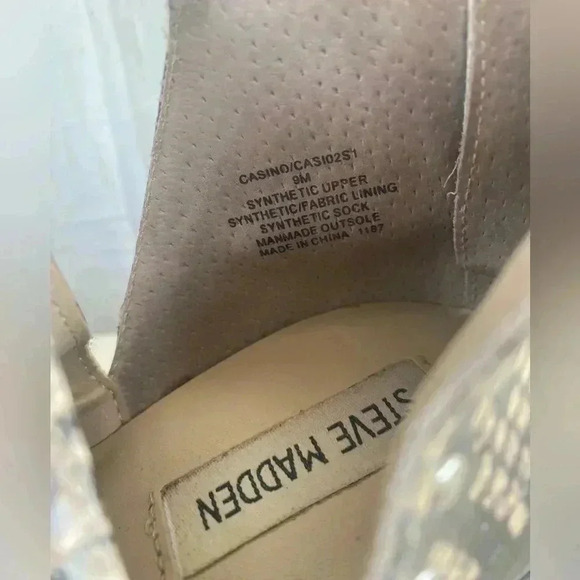 CASINO/CASI02S1
9M
SYNTHETIC UPPER
SYNTHETIC/FABRIC LINING
SYNTHETIC SOCK
MANMADE OUTSOLE
MADE IN CHINA 1187
STEVE MADDEN